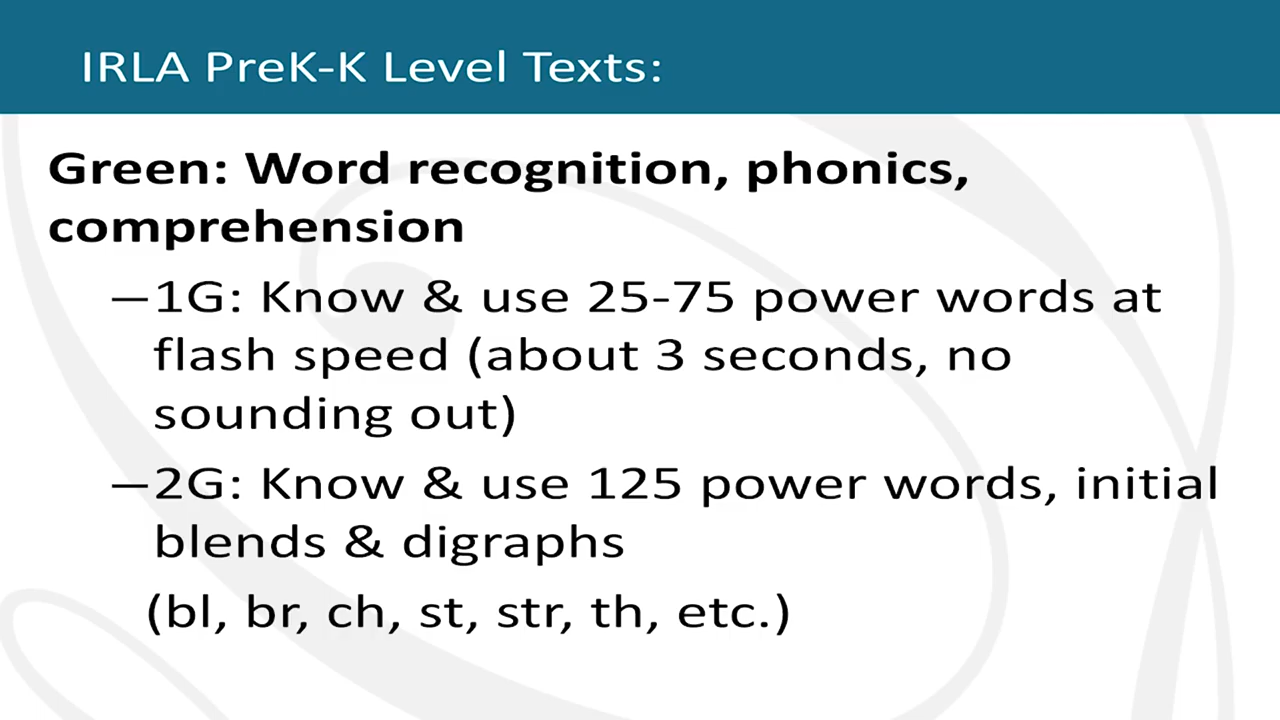 IRLA PreK-K Level Texts:
Green: Word recognition, phonics,
comprehension
–1G: Know & use 25-75 power words at
flash speed (about 3 seconds, no
sounding out)
–2G: Know & use 125 power words, initial
blends & digraphs
(bl, br, ch, st, str, th, etc.)